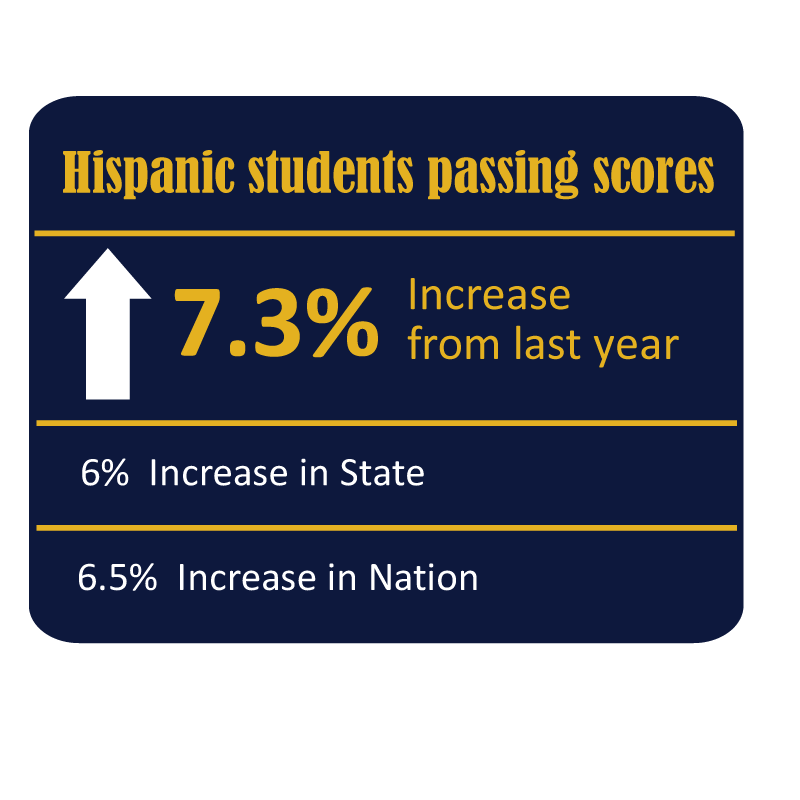 Hispanic students passing scores
7.3% Increase
from last year
6% Increase in State
6.5% Increase in Nation